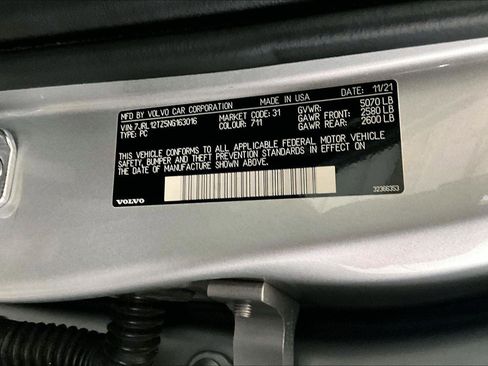 MFD BY VOLVO CAR CORPORATION MADE IN USA DATE: 11/21
VIN: 7JRL12TZ5NG163016 MARKET CODE: 31 GVWR: 5070 LB
TYPE: PC COLOUR: 711 GAWR FRONT: 2580 LB
GAWR REAR: 2600 LB
THIS VEHICLE CONFORMS TO ALL APPLICABLE FEDERAL MOTOR VEHICLE
SAFETY, BUMPER AND THEFT PREVENTION STANDARDS IN EFFECT ON
THE DATE OF MANUFACTURE SHOWN ABOVE.
VOLVO 32366353